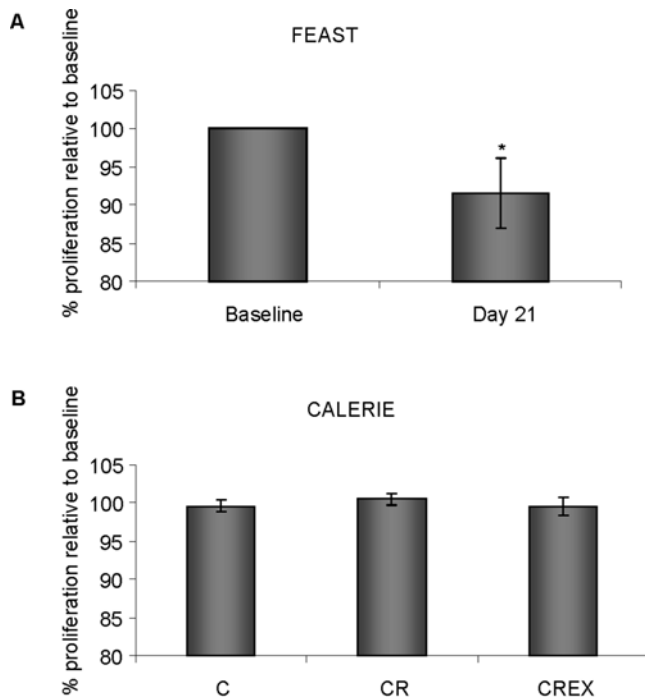 A
FEAST
% proliferation relative to baseline
105
100
95
90
85
80
*
Baseline Day 21
B
CALERIE
% proliferation relative to baseline
105
100
95
90
85
80
C CR CREX